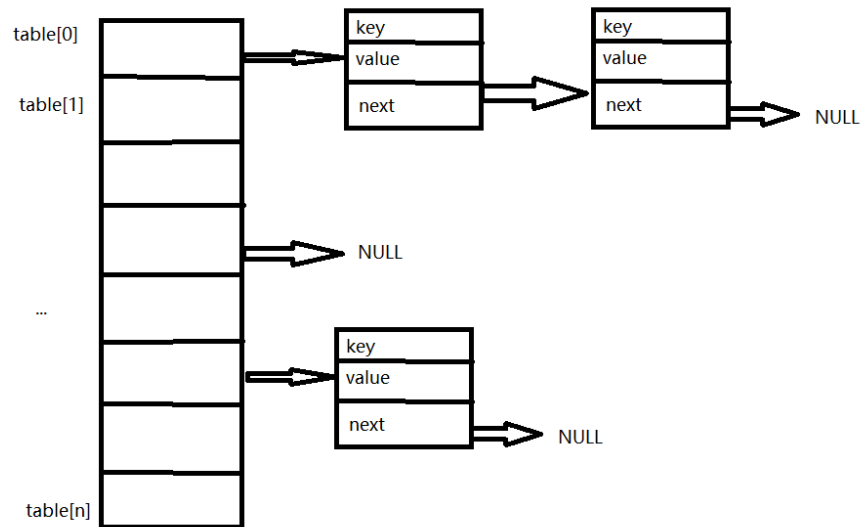 table[0]
key
value
next
key
value
next
NULL
table[1]
NULL
...
key
value
next
NULL
table[n]